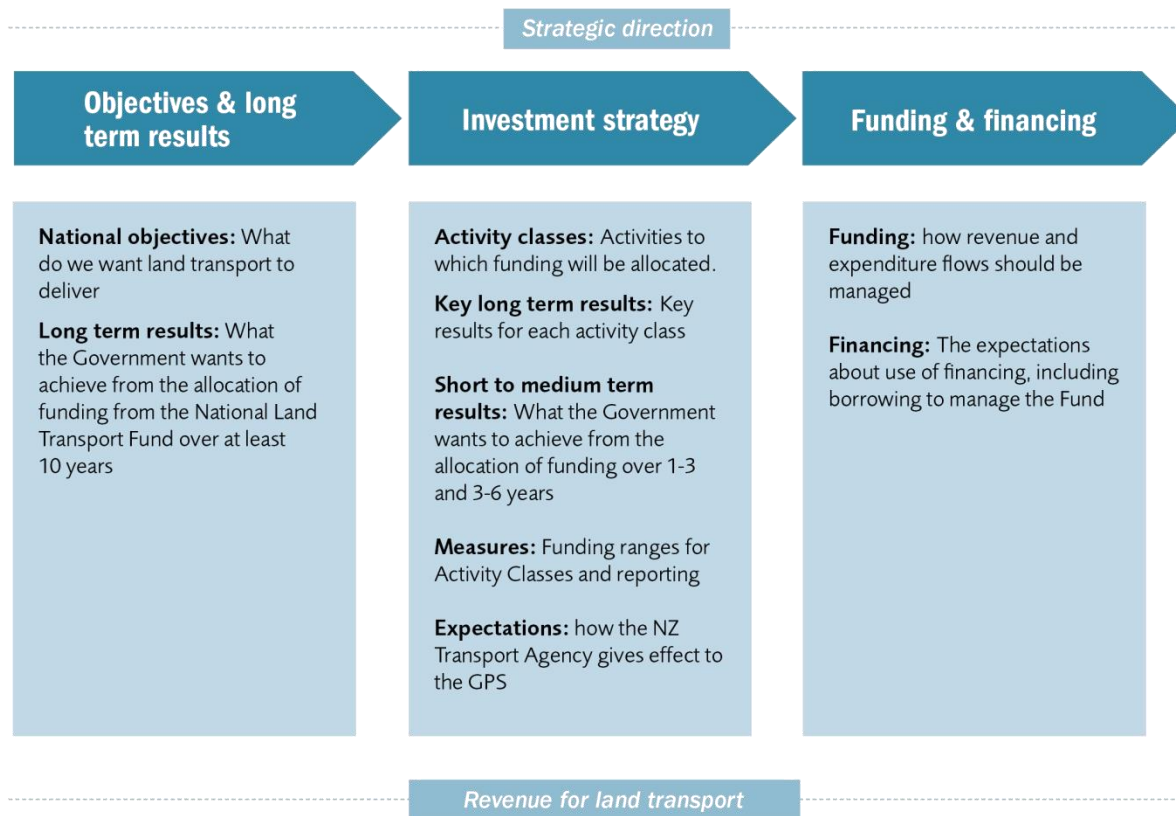 Strategic direction
Objectives & long
term results
Investment strategy
Funding & financing
National objectives: What
do we want land transport to
deliver
Long term results: What
the Government wants to
achieve from the allocation of
funding from the National Land
Transport Fund over at least
10 years
Activity classes: Activities to
which funding will be allocated.
Key long term results: Key
results for each activity class
Short to medium term
results: What the Government
wants to achieve from the
allocation of funding over 1-3
and 3-6 years
Measures: Funding ranges for
Activity Classes and reporting
Expectations: how the NZ
Transport Agency gives effect to
the GPS
Funding: how revenue and
expenditure flows should be
managed
Financing: The expectations
about use of financing, including
borrowing to manage the Fund
Revenue for land transport